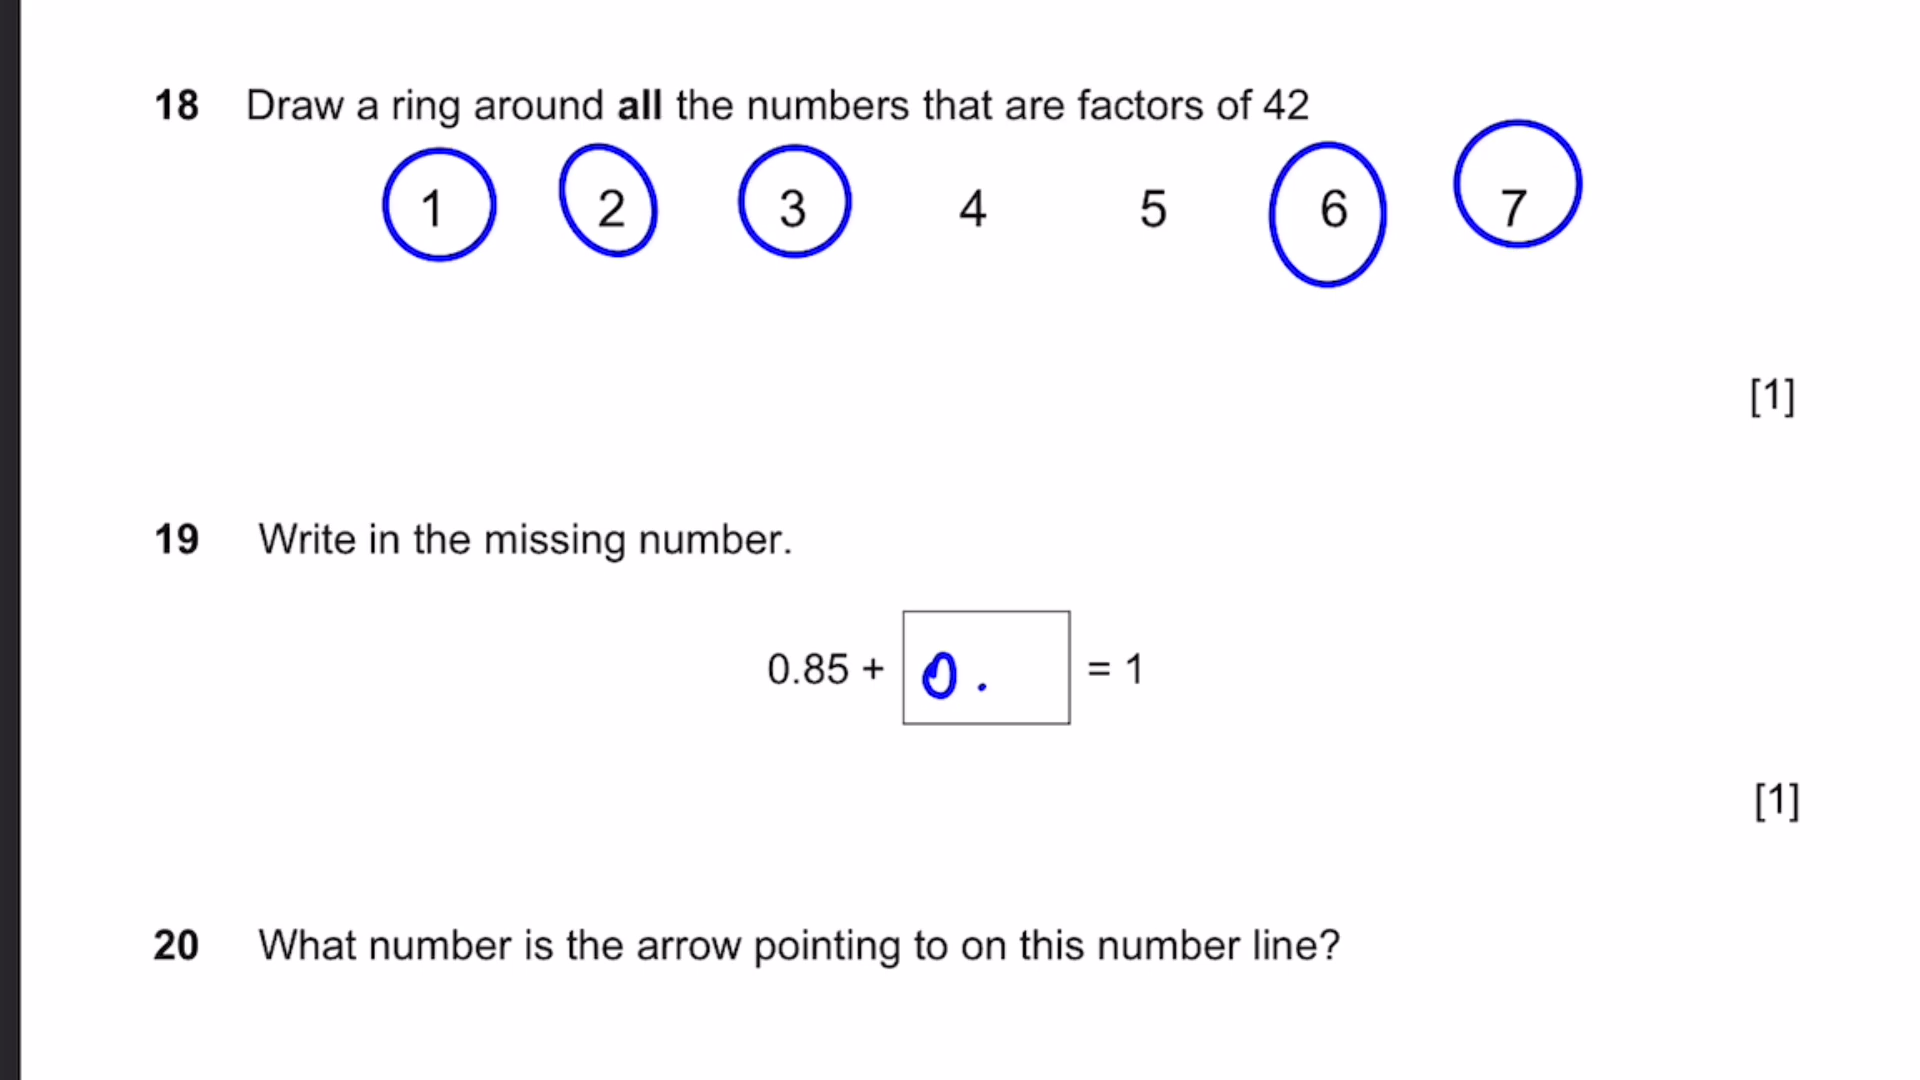 18 Draw a ring around all the numbers that are factors of 42
1 2 3 4 5 6 7
[1]
19 Write in the missing number.
0.85 + 0. = 1
[1]
20 What number is the arrow pointing to on this number line?